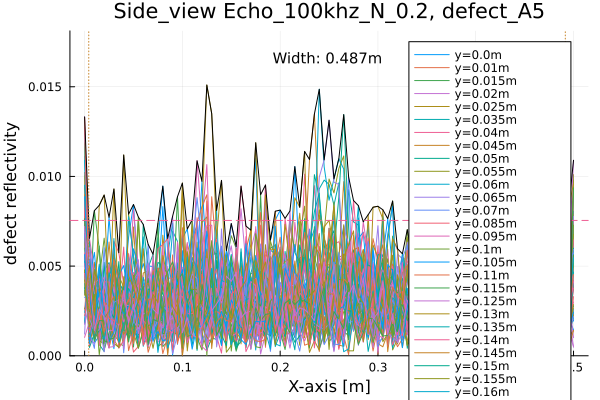 Side_view Echo_100khz_N_0.2, defect_A5
Width: 0.487m
defect reflectivity
0.015
0.010
0.005
0.000
0.0
0.1
0.2
0.3
.5
X-axis [m]
y=0.0m
y=0.01m
y=0.015m
y=0.02m
y=0.025m
y=0.035m
y=0.04m
y=0.045m
y=0.05m
y=0.055m
y=0.06m
y=0.065m
y=0.07m
y=0.085m
y=0.095m
y=0.1m
y=0.105m
y=0.11m
y=0.115m
y=0.125m
y=0.13m
y=0.135m
y=0.14m
y=0.145m
y=0.15m
y=0.155m
y=0.16m